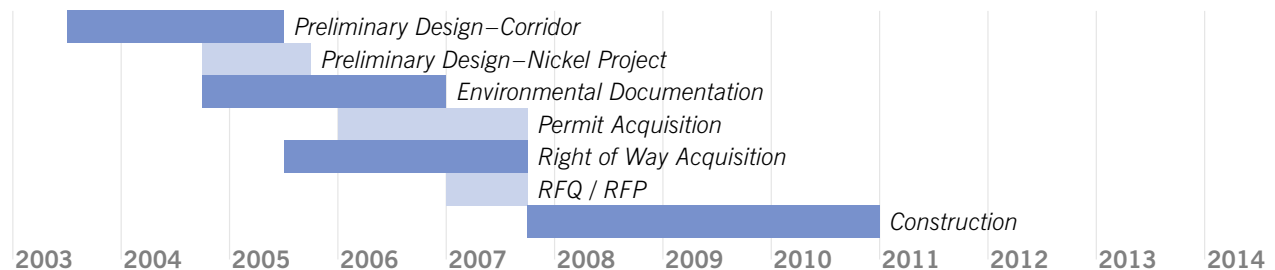 Preliminary Design–Corridor
Preliminary Design–Nickel Project
Environmental Documentation
Permit Acquisition
Right of Way Acquisition
RFQ / RFP
Construction
2003 2004 2005 2006 2007 2008 2009 2010 2011 2012 2013 2014